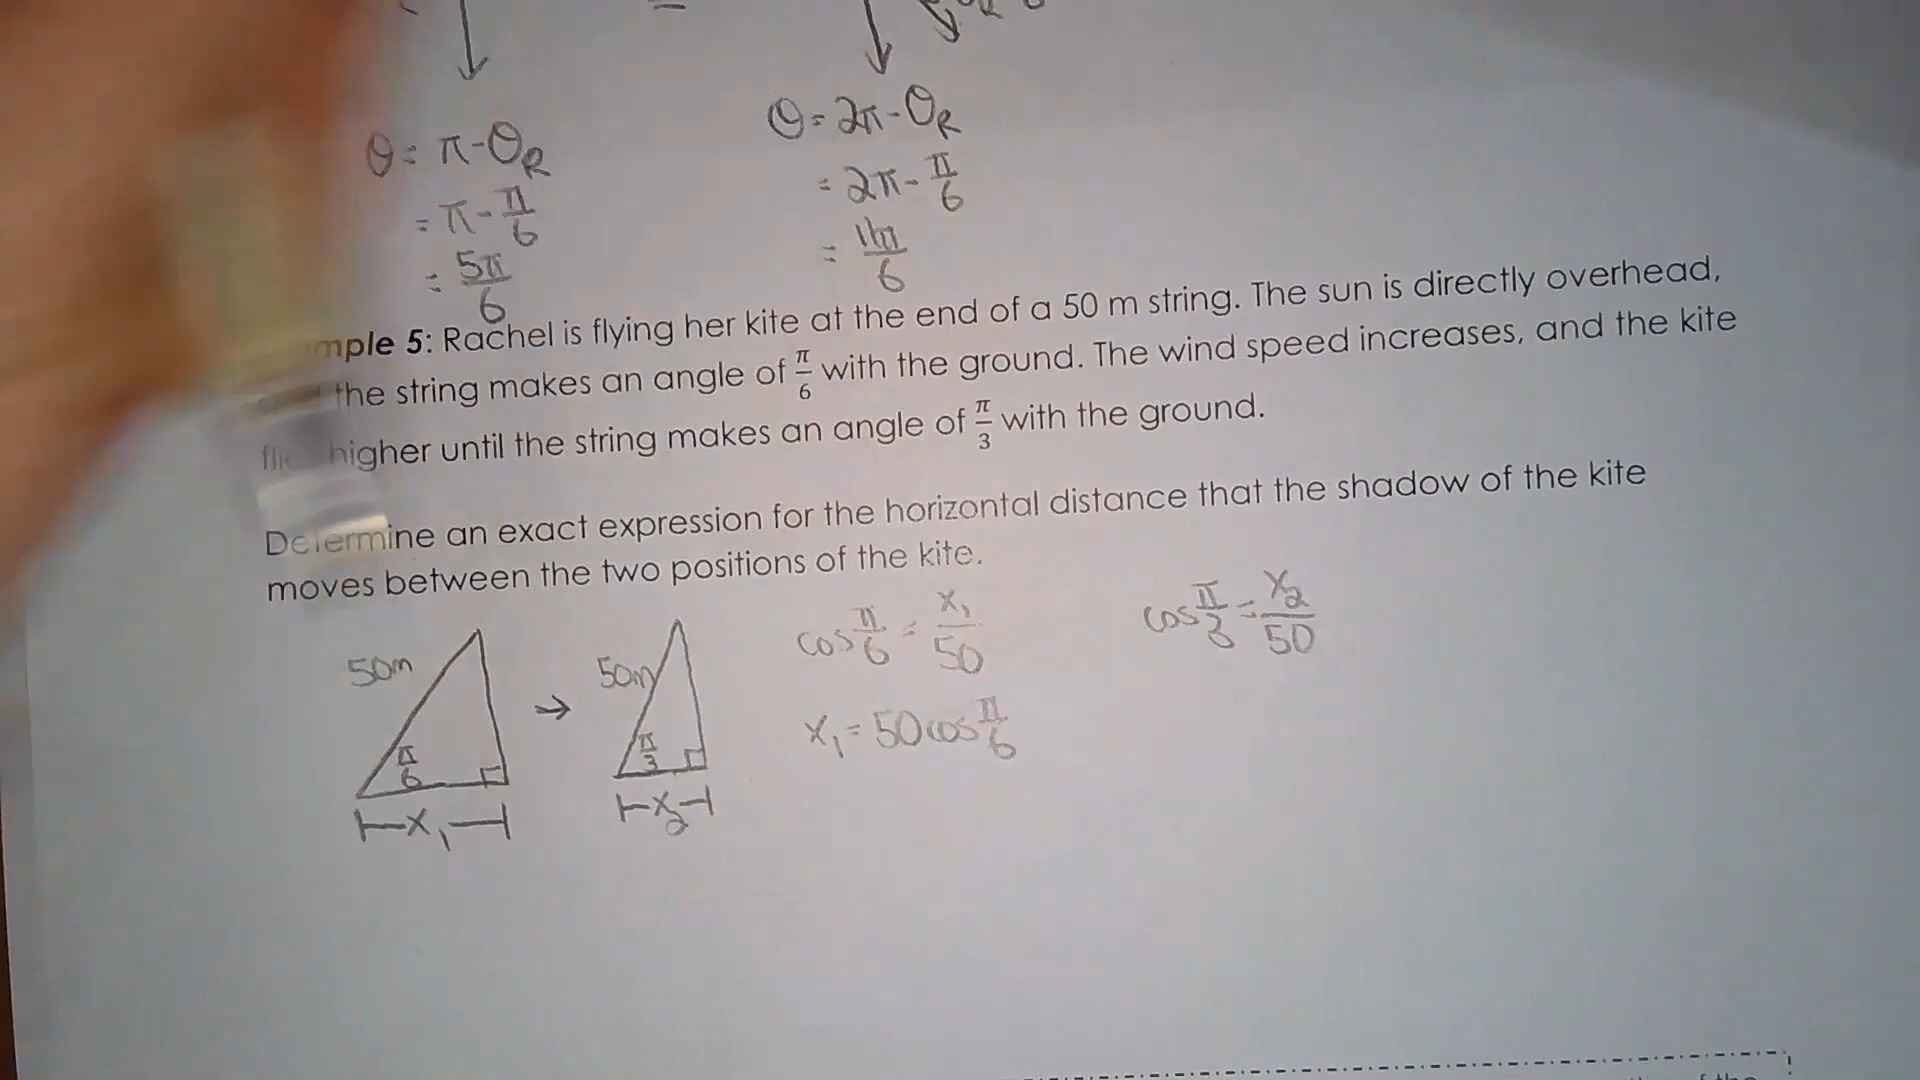 θ = π - θR
= π - π/6
= 5π/6
θ = 2π - θR
= 2π - π/6
= 11π/6
mple 5: Rachel is flying her kite at the end of a 50 m string. The sun is directly overhead,
the string makes an angle of π/6 with the ground. The wind speed increases, and the kite
higher until the string makes an angle of π/3 with the ground.
Determine an exact expression for the horizontal distance that the shadow of the kite
moves between the two positions of the kite.
50m
π/6
x₁
→
50m
π/3
x₂
cos π/6 = x₁/50
x₁ = 50 cos π/6
cos π/3 = x₂/50